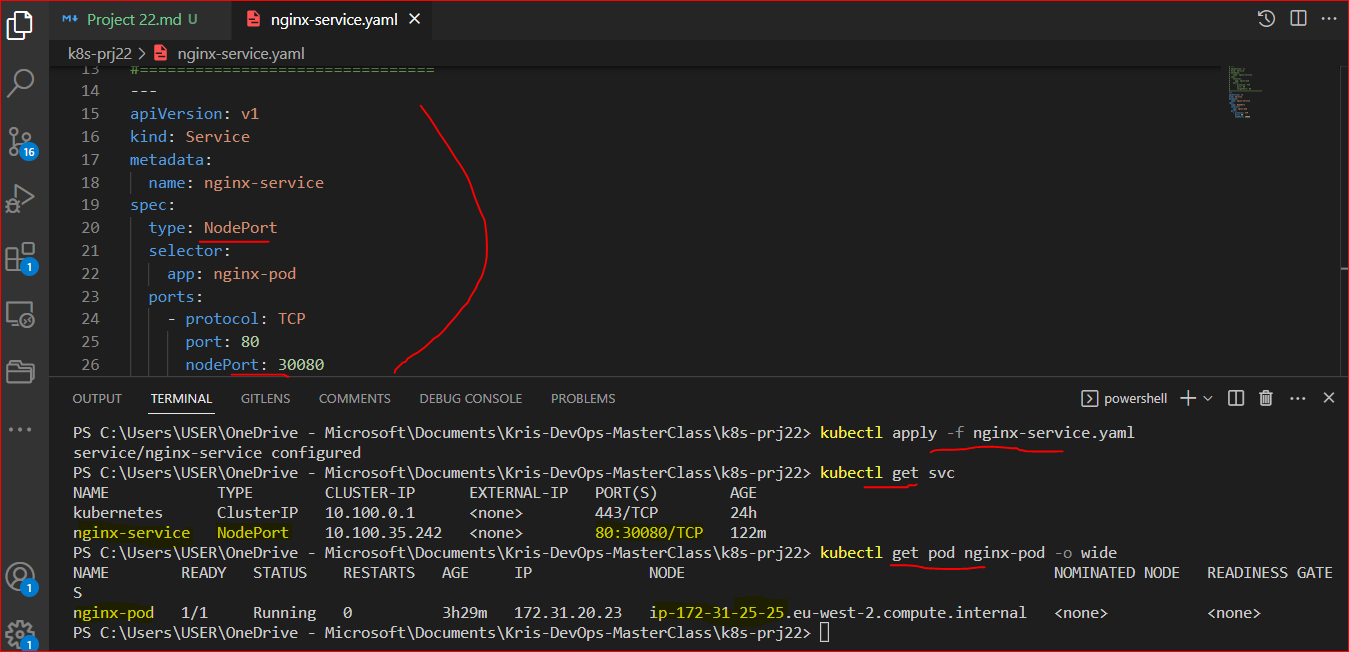 Project 22.md U
nginx-service.yaml
k8s-prj22 > nginx-service.yaml
13 #================================
14 ---
15 apiVersion: v1
16 kind: Service
17 metadata:
18 name: nginx-service
19 spec:
20 type: NodePort
21 selector:
22 app: nginx-pod
23 ports:
24 - protocol: TCP
25 port: 80
26 nodePort: 30080
16
1
1
1
OUTPUT TERMINAL GITLENS COMMENTS DEBUG CONSOLE PROBLEMS powershell
PS C:\Users\USER\OneDrive - Microsoft\Documents\Kris-DevOps-MasterClass\k8s-prj22> kubectl apply -f nginx-service.yaml
service/nginx-service configured
PS C:\Users\USER\OneDrive - Microsoft\Documents\Kris-DevOps-MasterClass\k8s-prj22> kubectl get svc
NAME TYPE CLUSTER-IP EXTERNAL-IP PORT(S) AGE
kubernetes ClusterIP 10.100.0.1 <none> 443/TCP 24h
nginx-service NodePort 10.100.35.242 <none> 80:30080/TCP 122m
PS C:\Users\USER\OneDrive - Microsoft\Documents\Kris-DevOps-MasterClass\k8s-prj22> kubectl get pod nginx-pod -o wide
NAME READY STATUS RESTARTS AGE IP NODE NOMINATED NODE READINESS GATE
S
nginx-pod 1/1 Running 0 3h29m 172.31.20.23 ip-172-31-25-25.eu-west-2.compute.internal <none> <none>
PS C:\Users\USER\OneDrive - Microsoft\Documents\Kris-DevOps-MasterClass\k8s-prj22>